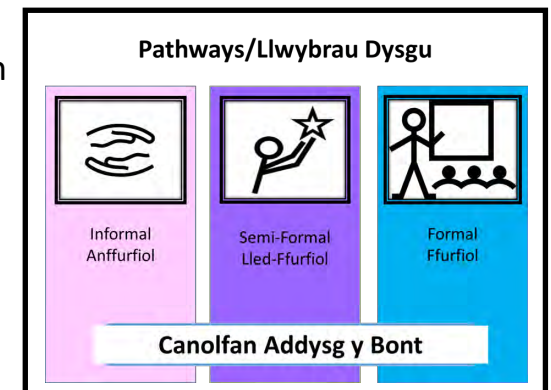 Pathways/Llwybrau Dysgu
Informal
Anffurfiol
Semi-Formal
Lled-Ffurfiol
Formal
Ffurfiol
Canolfan Addysg y Bont